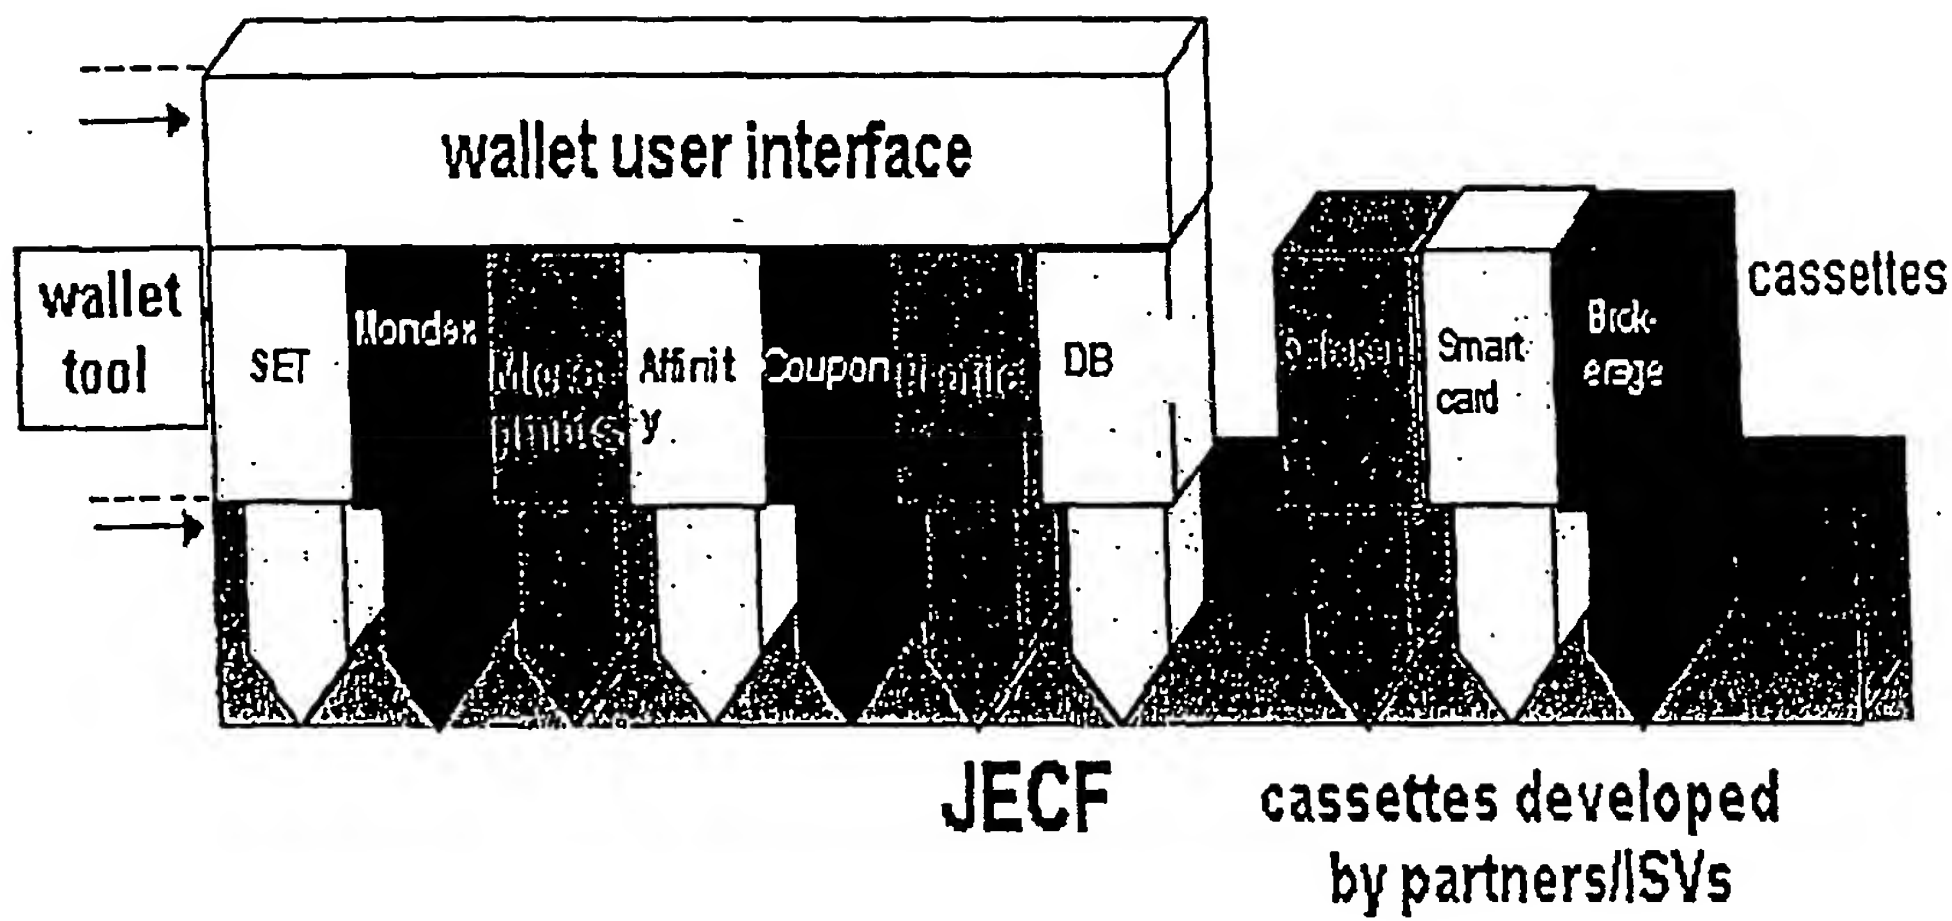 wallet user interface
wallet
tool
SET
Mondex
Affinit
y
Coupon
Profile
DB
Smart
card
Brok-
erage
cassettes
JECF
cassettes developed
by partners/ISVs